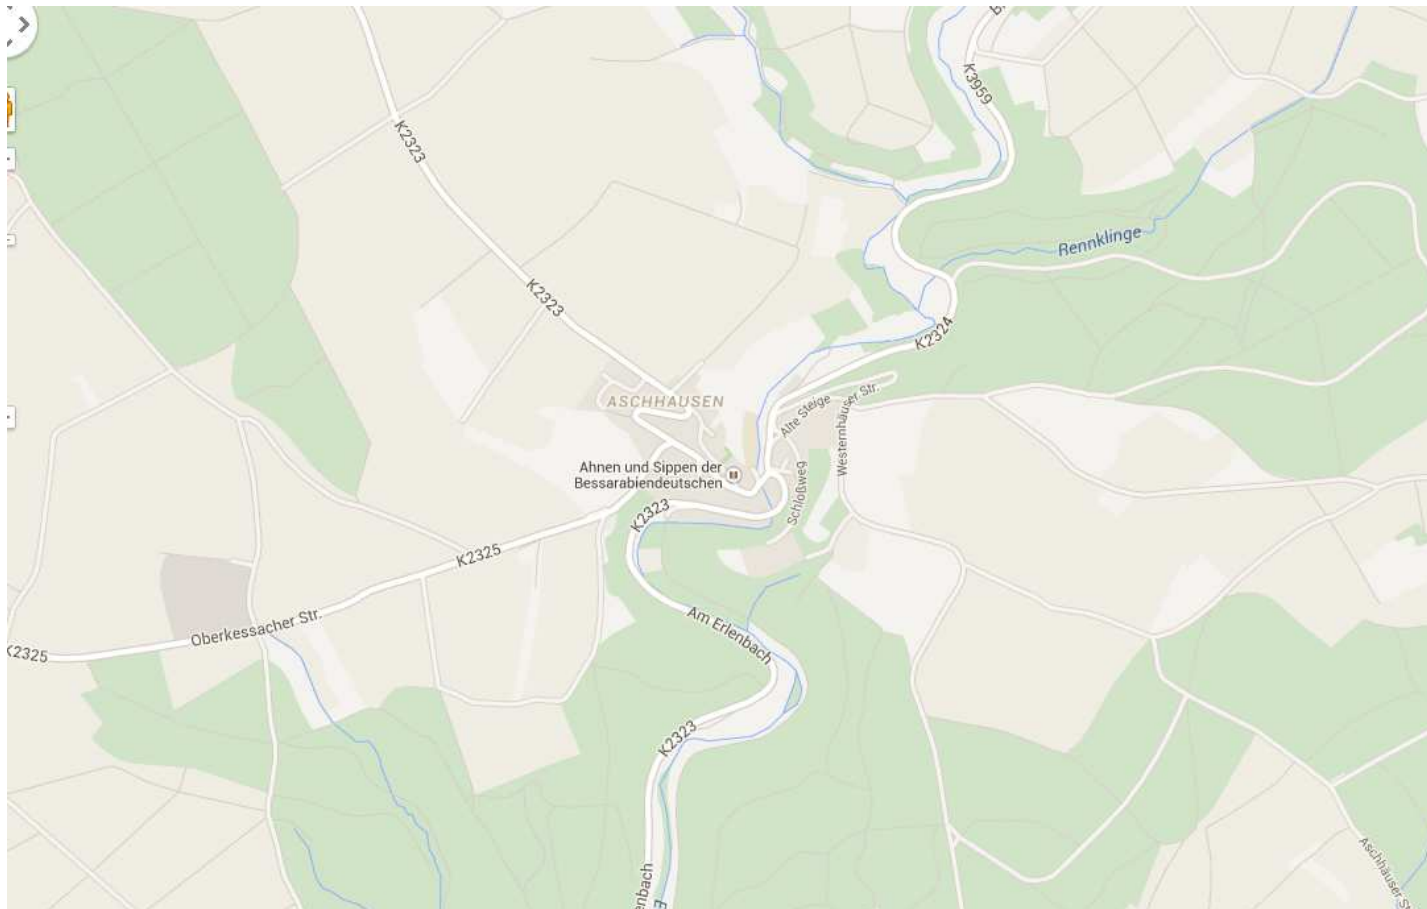 K3959
K2323
Rennklinge
K2323
K2324
ASCHHAUSEN
Westernhäuser Str.
Alte Steige
Ahnen und Sippen der
Bessarabiendeutschen
Schloßweg
K2323
K2325
Oberkessacher Str.
Am Erlenbach
K2325
K2323
Aschhäuser